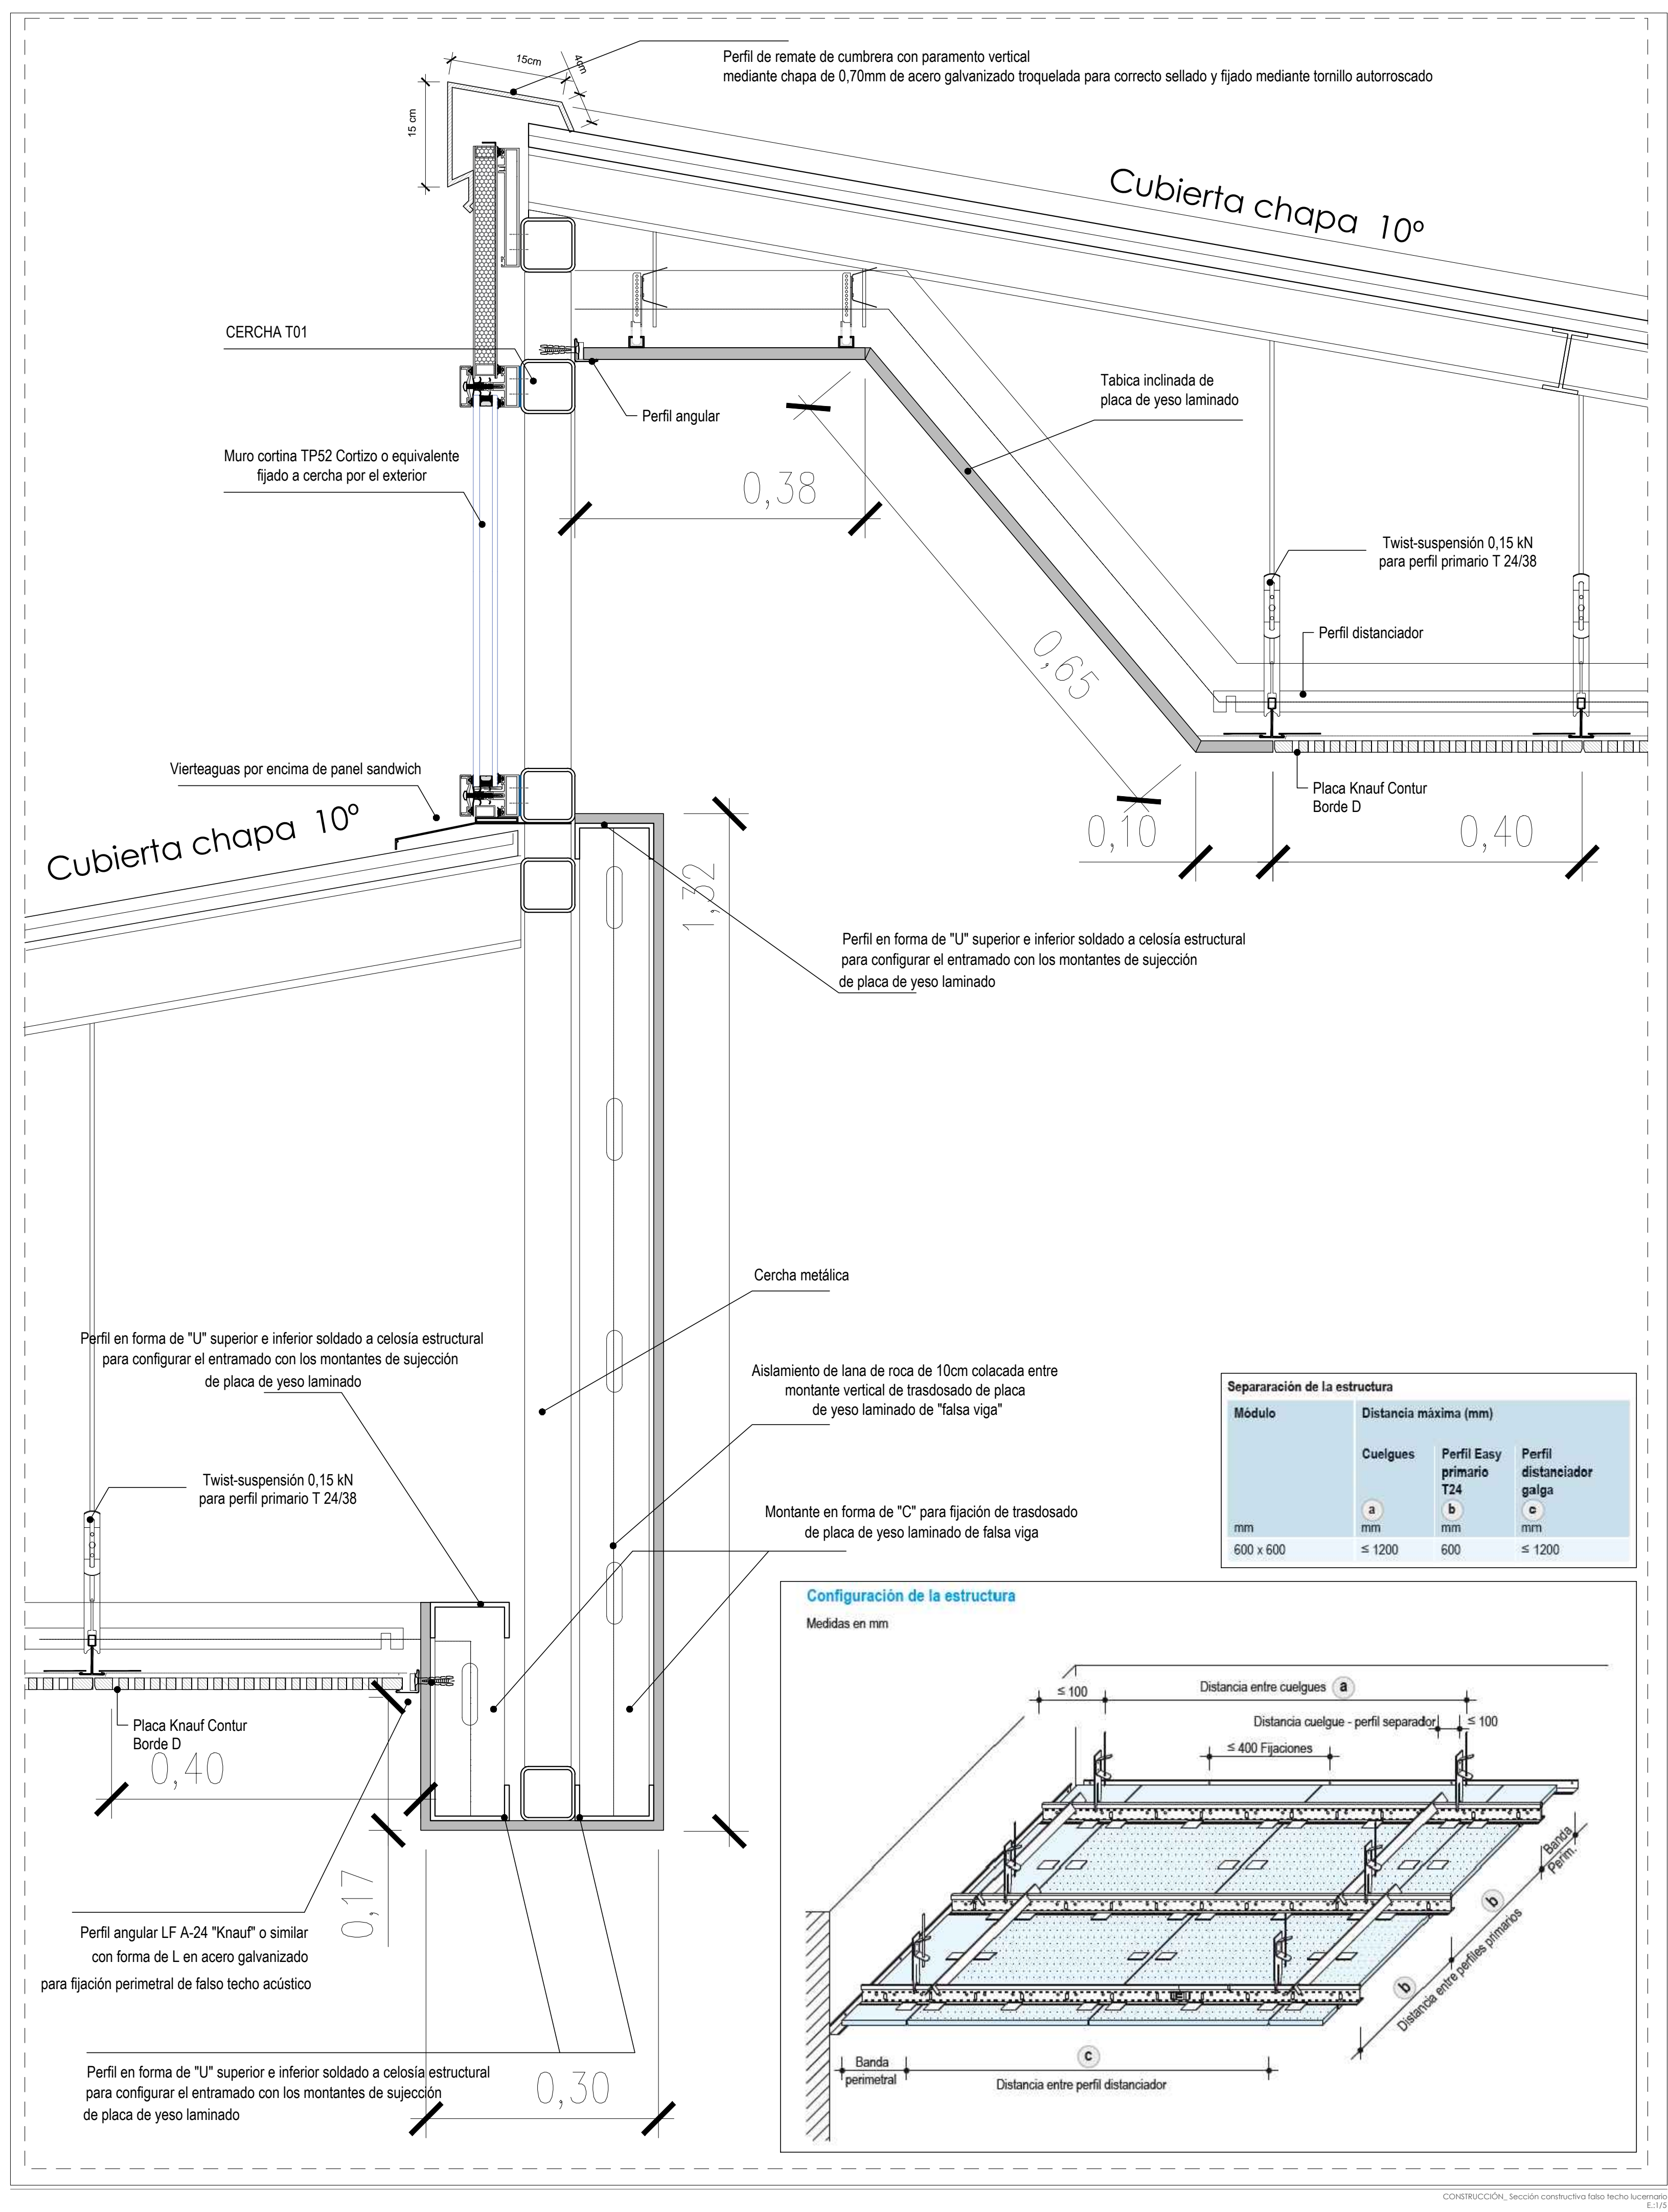 15cm
4cm
15 cm
Perfil de remate de cumbrera con paramento vertical
mediante chapa de 0,70mm de acero galvanizado troquelada para correcto sellado y fijado mediante tornillo autorroscado
Cubierta chapa 10º
CERCHA T01
Perfil angular
Tabica inclinada de
placa de yeso laminado
Muro cortina TP52 Cortizo o equivalente
fijado a cercha por el exterior
0,38
0,65
Twist-suspensión 0,15 kN
para perfil primario T 24/38
Perfil distanciador
Placa Knauf Contur
Borde D
0,10
0,40
Vierteaguas por encima de panel sandwich
Cubierta chapa 10º
1,32
Perfil en forma de "U" superior e inferior soldado a celosía estructural
para configurar el entramado con los montantes de sujección
de placa de yeso laminado
Cercha metálica
Perfil en forma de "U" superior e inferior soldado a celosía estructural
para configurar el entramado con los montantes de sujección
de placa de yeso laminado
Aislamiento de lana de roca de 10cm colacada entre
montante vertical de trasdosado de placa
de yeso laminado de "falsa viga"
Twist-suspensión 0,15 kN
para perfil primario T 24/38
Montante en forma de "C" para fijación de trasdosado
de placa de yeso laminado de falsa viga
Placa Knauf Contur
Borde D
0,40
0,17
Perfil angular LF A-24 "Knauf" o similar
con forma de L en acero galvanizado
para fijación perimetral de falso techo acústico
Perfil en forma de "U" superior e inferior soldado a celosía estructural
para configurar el entramado con los montantes de sujección
de placa de yeso laminado
0,30
Separaración de la estructura
Módulo Distancia máxima (mm)
Cuelgues Perfil Easy Perfil
primario distanciador
T24 galga
a b c
mm mm mm mm
600 x 600 ≤ 1200 600 ≤ 1200
Configuración de la estructura
Medidas en mm
≤ 100
Distancia entre cuelgues a
Distancia cuelgue - perfil separador
≤ 100
≤ 400 Fijaciones
Banda
Perim.
b
b
Distancia entre perfiles primarios
Banda
perimetral
c
Distancia entre perfil distanciador
CONSTRUCCIÓN_ Sección constructiva falso techo lucernario
E.:1/5